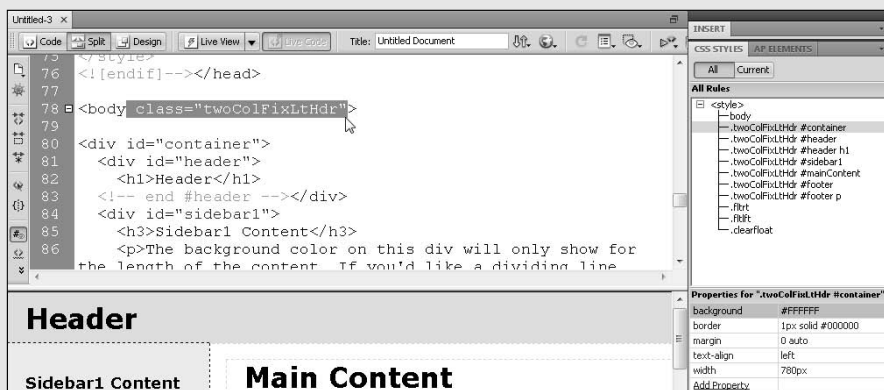 Untitled-3 ×
Code Split Design Live View Live Code Title: Untitled Document
75 </style>
76 <![endif]--></head>
77
78 <body class="twoColFixLtHdr">
79
80 <div id="container">
81 <div id="header">
82 <h1>Header</h1>
83 <!-- end #header --></div>
84 <div id="sidebar1">
85 <h3>Sidebar1 Content</h3>
86 <p>The background color on this div will only show for
the length of the content. If you'd like a dividing line
Header
Sidebar1 Content
Main Content
INSERT
CSS STYLES AP ELEMENTS
All Current
All Rules
<style>
body
.twoColFixLtHdr #container
.twoColFixLtHdr #header
.twoColFixLtHdr #header h1
.twoColFixLtHdr #sidebar1
.twoColFixLtHdr #mainContent
.twoColFixLtHdr #footer
.twoColFixLtHdr #footer p
.fltrt
.fltlft
.clearfloat
Properties for ".twoColFixLtHdr #container"
background #FFFFFF
border 1px solid #000000
margin 0 auto
text-align left
width 780px
Add Property